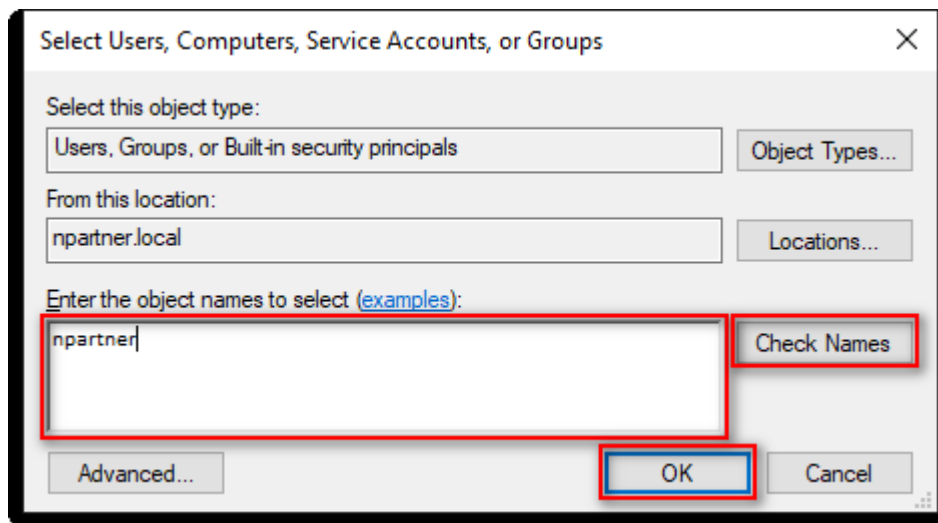 Select Users, Computers, Service Accounts, or Groups
Select this object type:
Users, Groups, or Built-in security principals
Object Types...
From this location:
npartner.local
Locations...
Enter the object names to select (examples):
npartner
Check Names
Advanced...
OK
Cancel